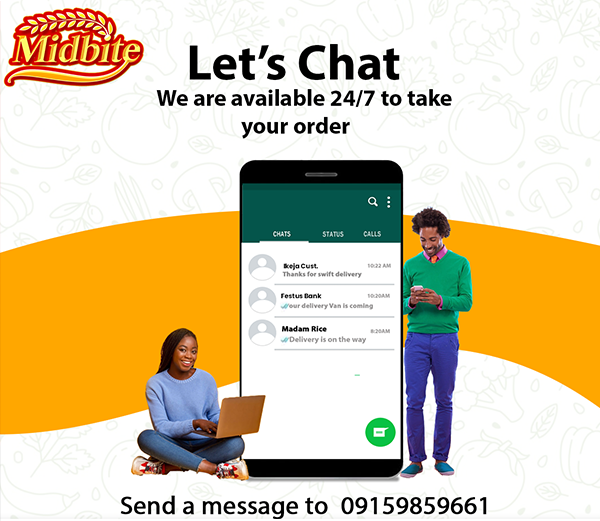 Midbite
Let's Chat
We are available 24/7 to take
your order
CHATS STATUS CALLS
Ikeja Cust. 10:22 AM
Thanks for swift delivery
Festus Bank 10:20AM
Your delivery Van is coming
Madam Rice 8:20AM
Delivery is on the way
Send a message to 09159859661